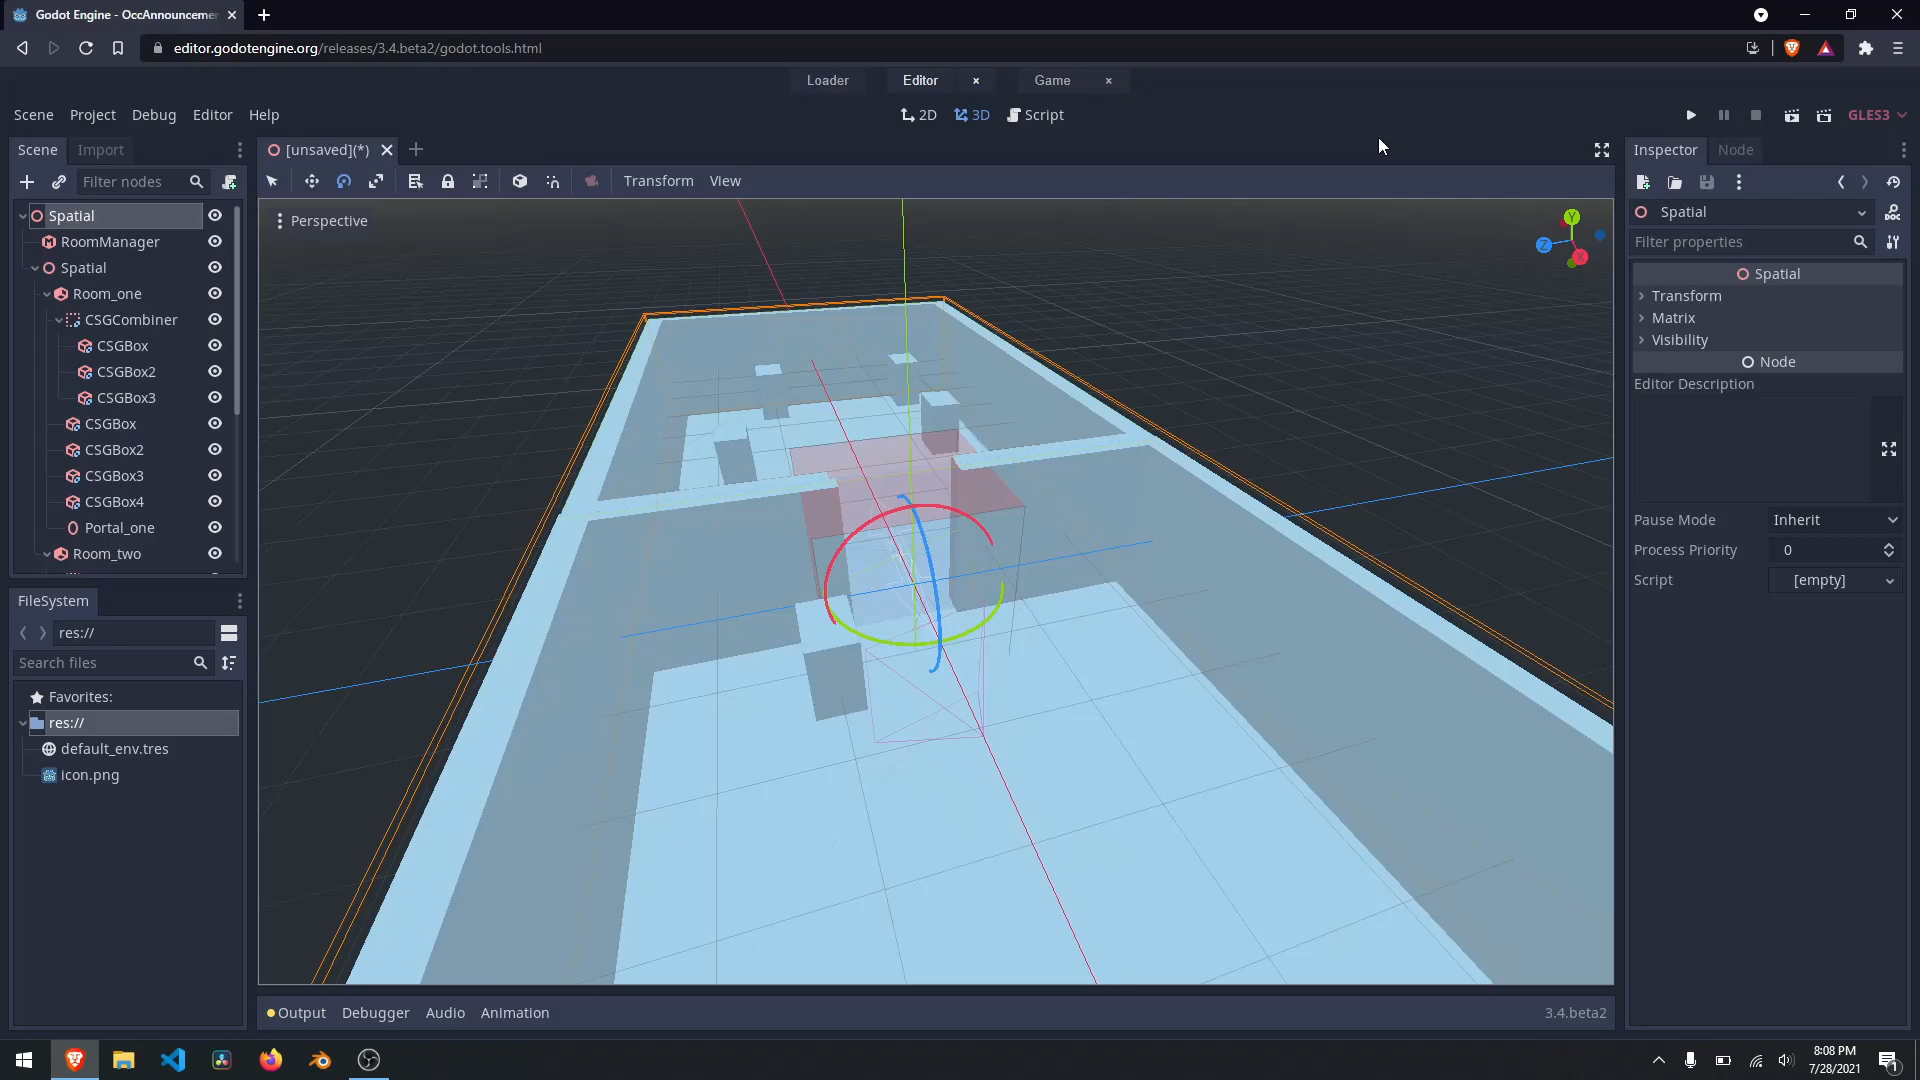 Godot Engine - OccAnnounceme
editor.godotengine.org/releases/3.4.beta2/godot.tools.html
Loader
Editor
×
Game
×
Scene
Project
Debug
Editor
Help
2D
3D
Script
GLES3
Scene
Import
[unsaved](*)
Inspector
Node
Filter nodes
Transform
View
Spatial
RoomManager
Spatial
Room_one
CSGCombiner
CSGBox
CSGBox2
CSGBox3
CSGBox
CSGBox2
CSGBox3
CSGBox4
Portal_one
Room_two
Perspective
Y
Z
X
Spatial
Filter properties
Spatial
Transform
Matrix
Visibility
Node
Editor Description
Pause Mode
Inherit
Process Priority
0
Script
[empty]
FileSystem
res://
Search files
Favorites:
res://
default_env.tres
icon.png
Output
Debugger
Audio
Animation
3.4.beta2
8:08 PM
7/28/2021
1